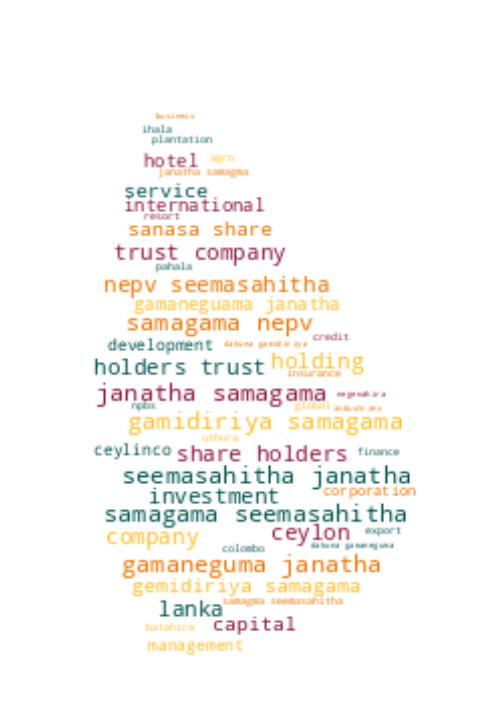 business
ihala
plantation
hotel agro
janatha samagma
service
international
resort
sanasa share
trust company
pahala
nepv seemasahitha
gamaneguama janatha
samagama nepv
credit
development dakuna gamidiriya
holders trust holding
insurance
janatha samagama negenahira
npbs global industries
gamidiriya samagama
uthura
ceylinco share holders finance
seemasahitha janatha
investment corporation
samagama seemasahitha
company ceylon export
colombo dakuna gamaneguma
gamaneguma janatha
gemidiriya samagama
lanka samagma seemasahitha
batahira capital
management